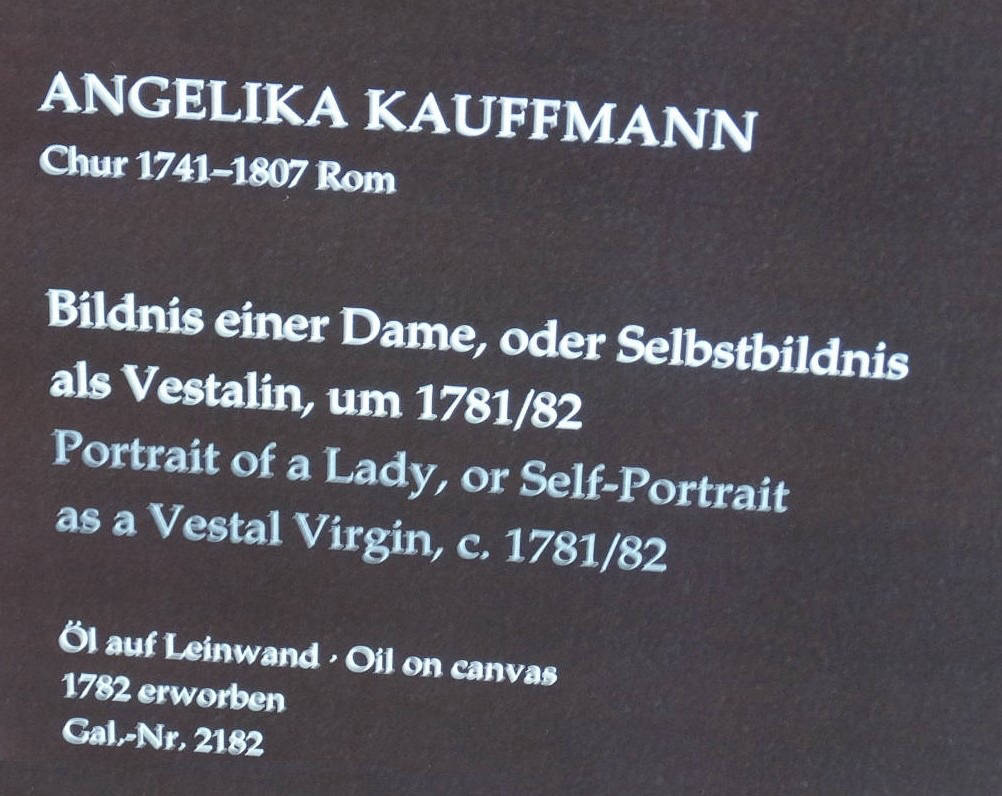 ANGELIKA KAUFFMANN
Chur 1741–1807 Rom
Bildnis einer Dame, oder Selbstbildnis
als Vestalin, um 1781/82
Portrait of a Lady, or Self-Portrait
as a Vestal Virgin, c. 1781/82
Öl auf Leinwand · Oil on canvas
1782 erworben
Gal.-Nr. 2182